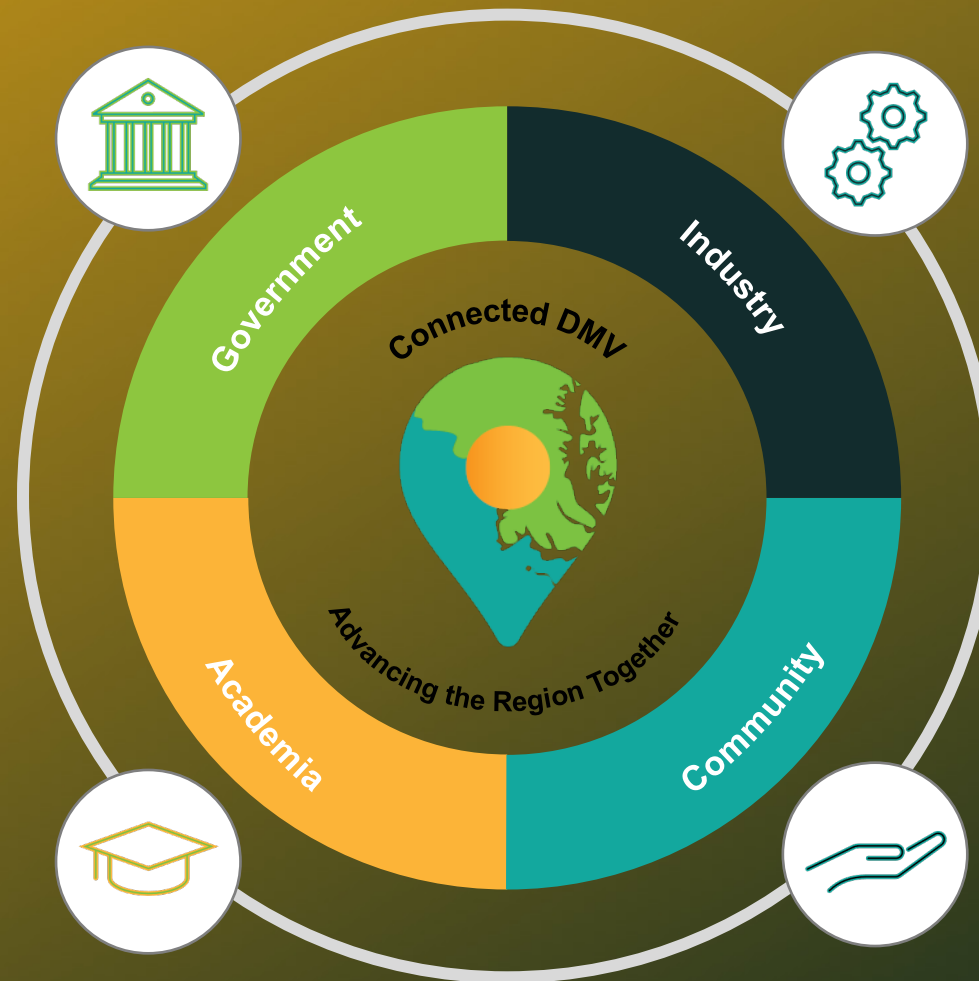 Government
Industry
Connected DMV
Advancing the Region Together
Academia
Community